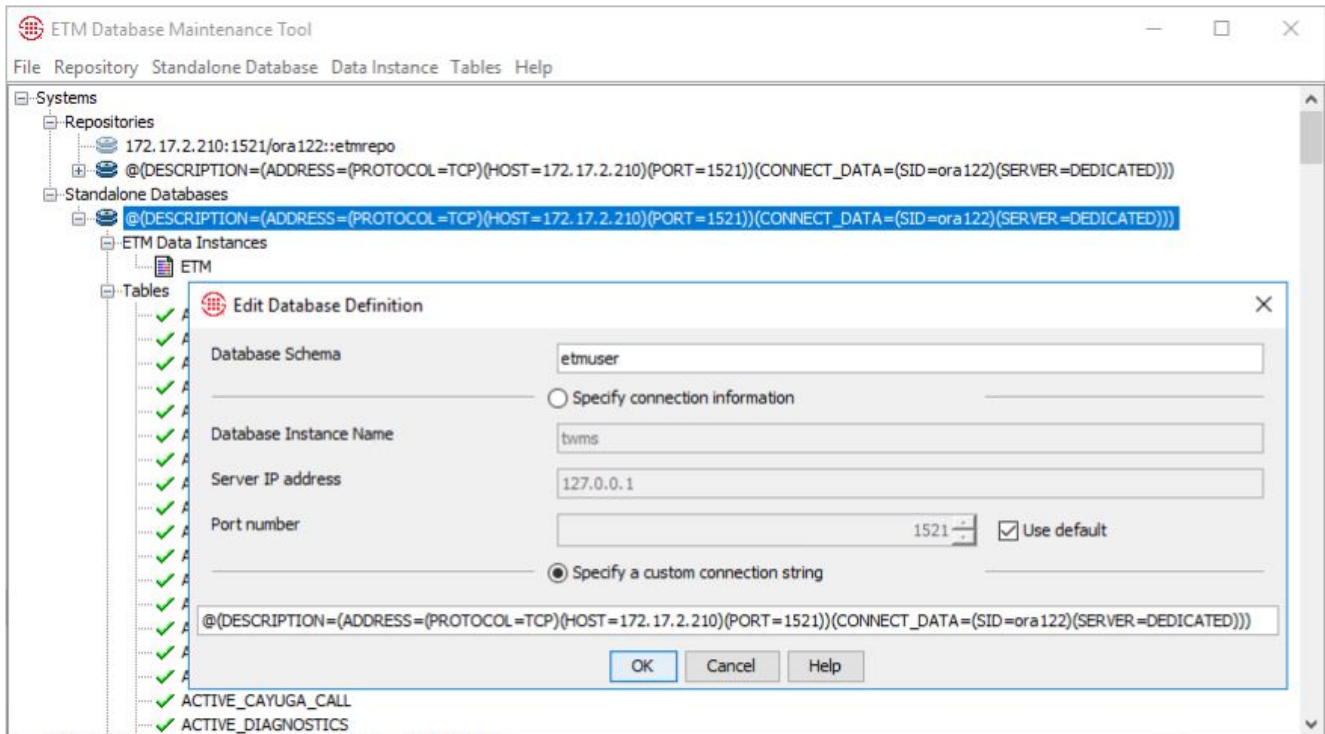 ETM Database Maintenance Tool
File Repository Standalone Database Data Instance Tables Help
Systems
Repositories
172.17.2.210:1521/ora122::etmrepo
@(DESCRIPTION=(ADDRESS=(PROTOCOL=TCP)(HOST=172.17.2.210)(PORT=1521))(CONNECT_DATA=(SID=ora122)(SERVER=DEDICATED)))
Standalone Databases
@(DESCRIPTION=(ADDRESS=(PROTOCOL=TCP)(HOST=172.17.2.210)(PORT=1521))(CONNECT_DATA=(SID=ora122)(SERVER=DEDICATED)))
ETM Data Instances
ETM
Tables
Edit Database Definition
Database Schema etmuser
Specify connection information
Database Instance Name twms
Server IP address 127.0.0.1
Port number 1521 Use default
Specify a custom connection string
@(DESCRIPTION=(ADDRESS=(PROTOCOL=TCP)(HOST=172.17.2.210)(PORT=1521))(CONNECT_DATA=(SID=ora122)(SERVER=DEDICATED)))
OK Cancel Help
ACTIVE_CAYUGA_CALL
ACTIVE_DIAGNOSTICS